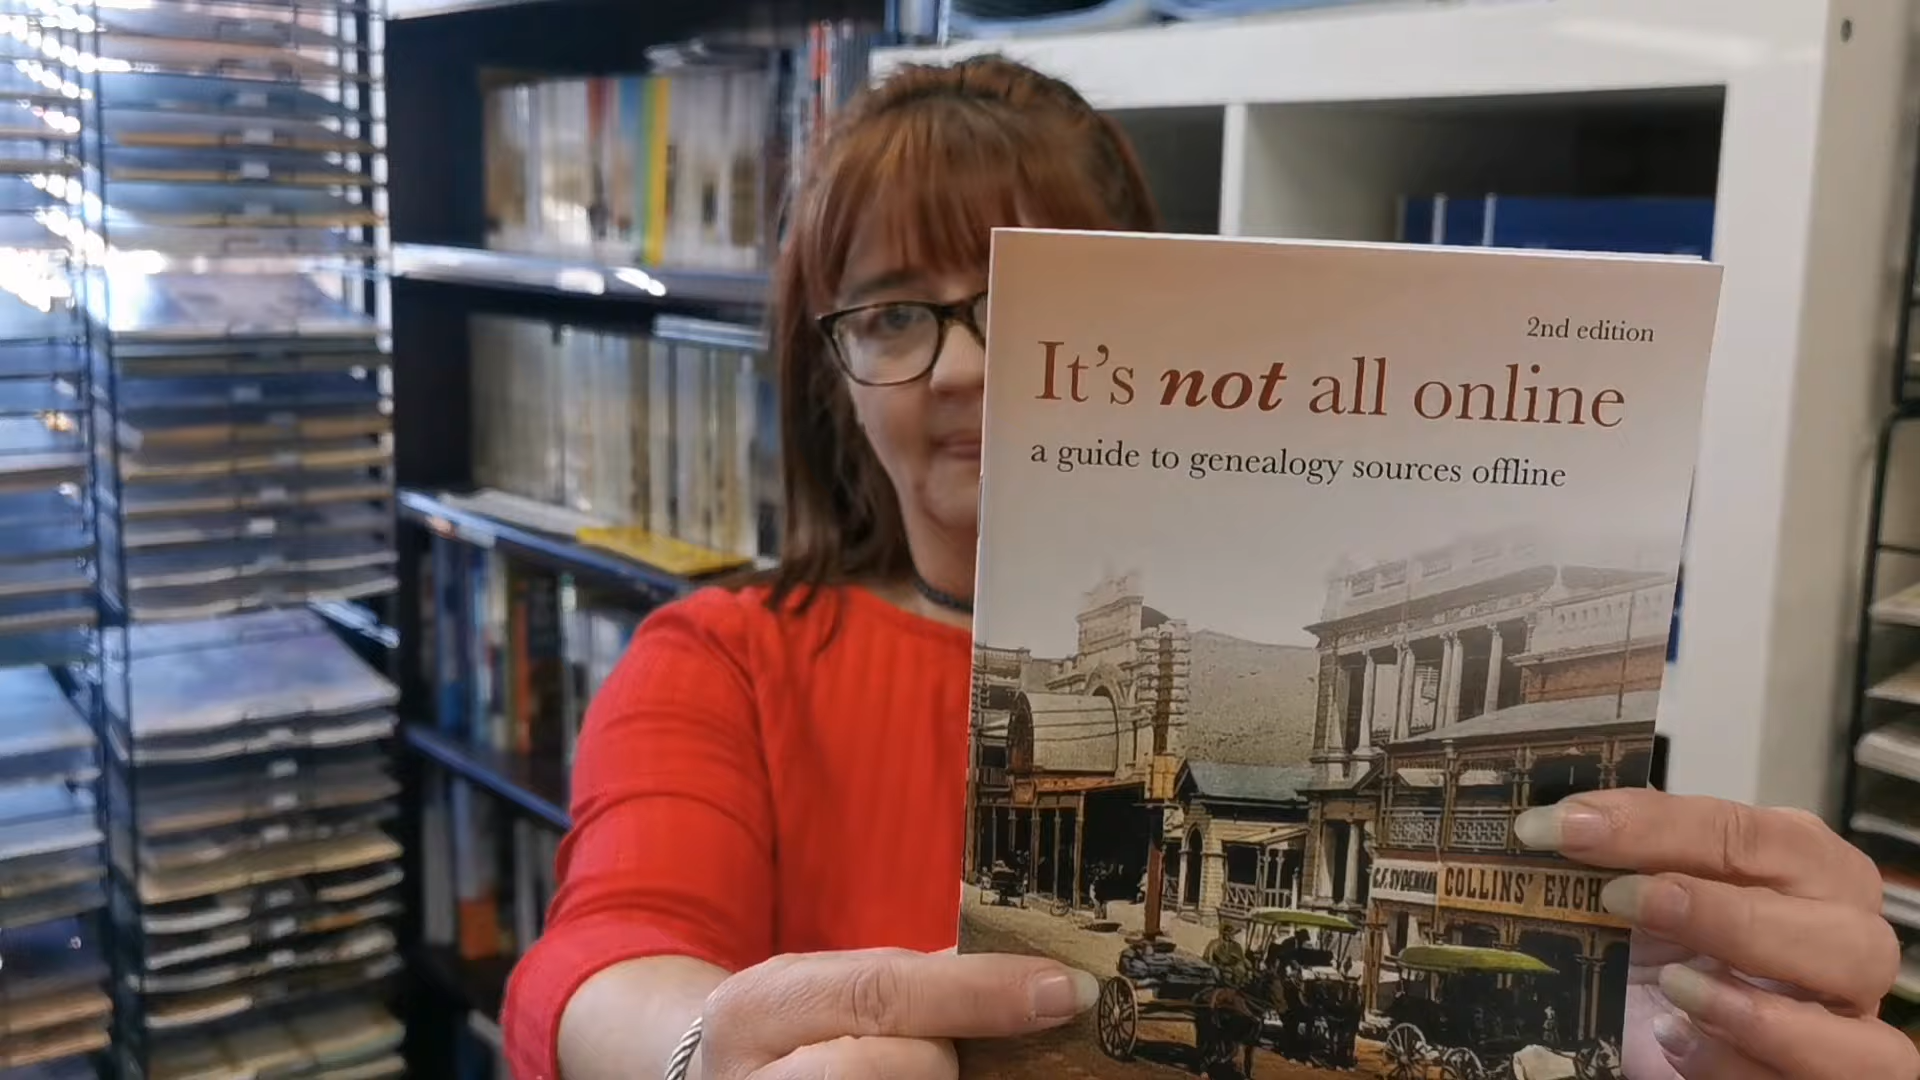 2nd edition
It's not all online
a guide to genealogy sources offline
COLLINS' EXCH